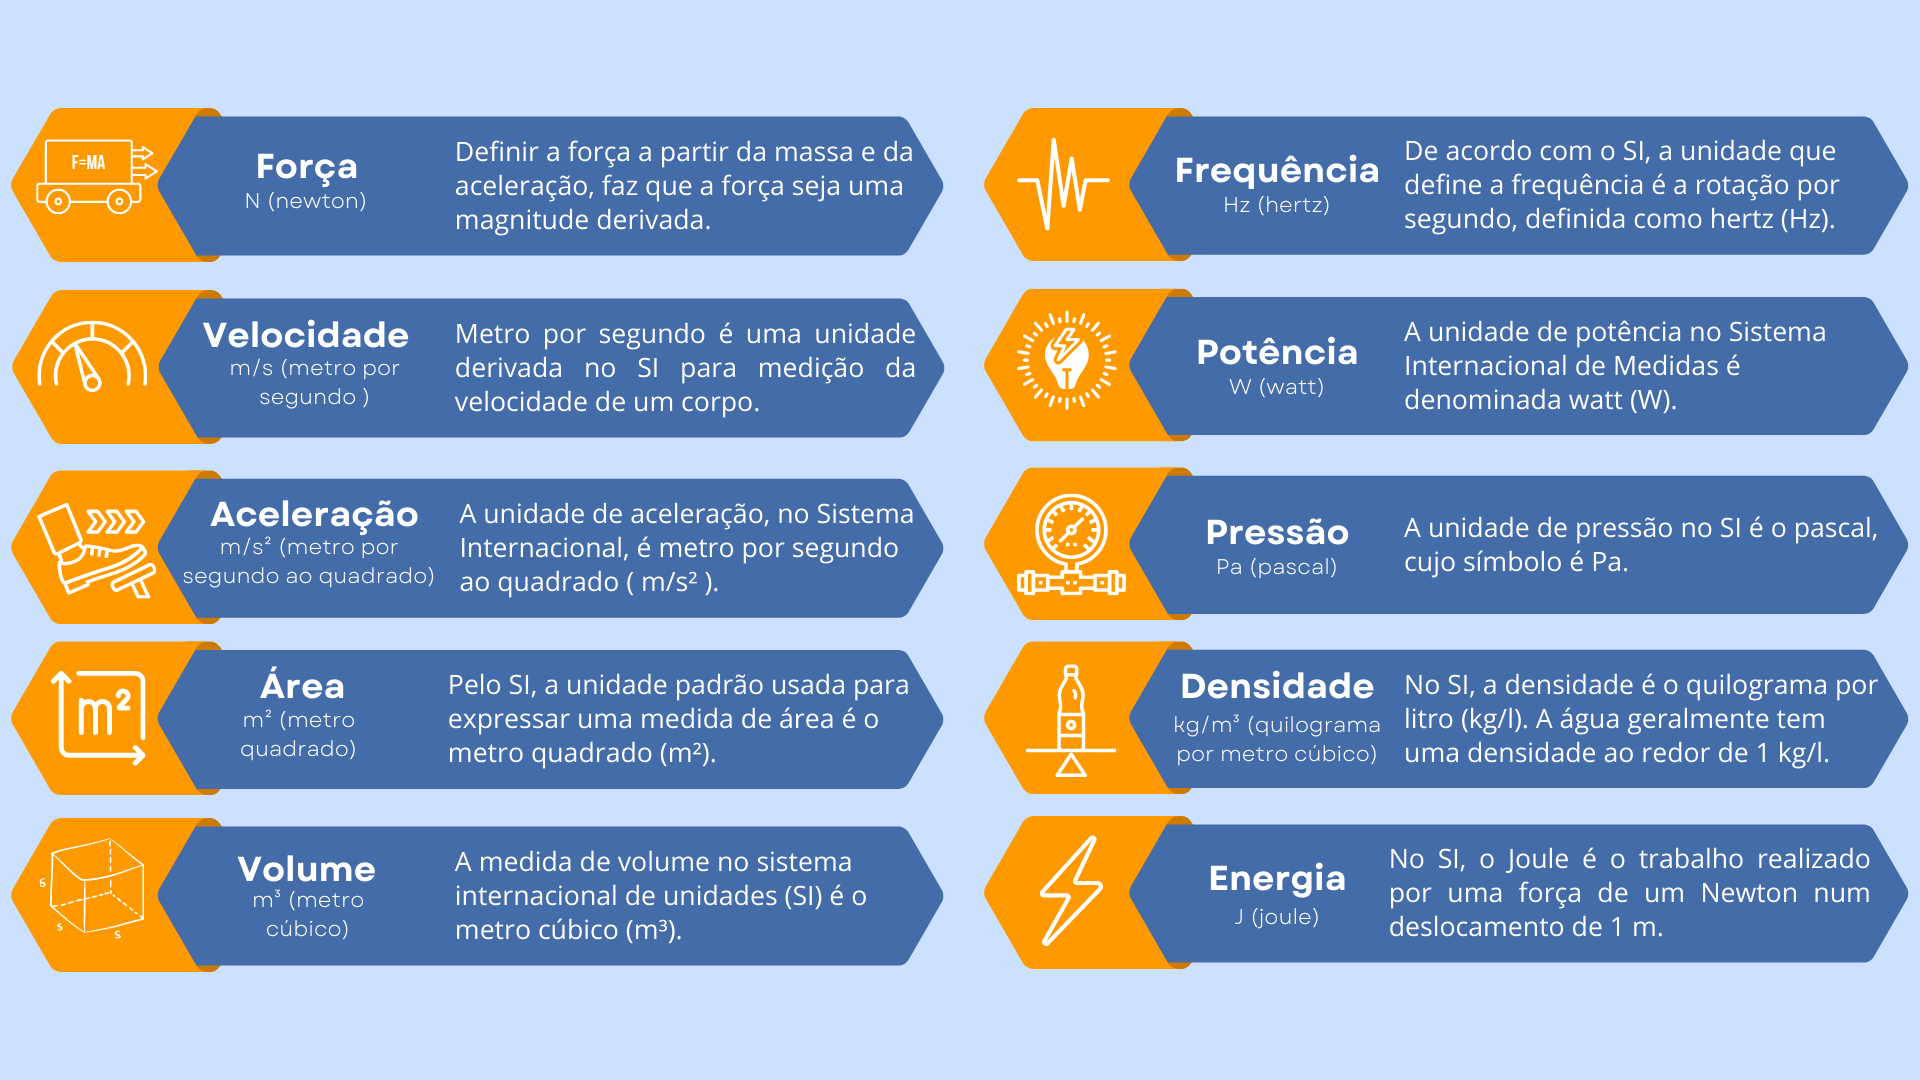 F=MA
Força
N (newton)
Definir a força a partir da massa e da
aceleração, faz que a força seja uma
magnitude derivada.
Velocidade
m/s (metro por
segundo )
Metro por segundo é uma unidade
derivada no SI para medição da
velocidade de um corpo.
Aceleração
m/s² (metro por
segundo ao quadrado)
A unidade de aceleração, no Sistema
Internacional, é metro por segundo
ao quadrado ( m/s² ).
m²
Área
m² (metro
quadrado)
Pelo SI, a unidade padrão usada para
expressar uma medida de área é o
metro quadrado (m²).
s
s
s
Volume
m³ (metro
cúbico)
A medida de volume no sistema
internacional de unidades (SI) é o
metro cúbico (m³).
Frequência
Hz (hertz)
De acordo com o SI, a unidade que
define a frequência é a rotação por
segundo, definida como hertz (Hz).
Potência
W (watt)
A unidade de potência no Sistema
Internacional de Medidas é
denominada watt (W).
Pressão
Pa (pascal)
A unidade de pressão no SI é o pascal,
cujo símbolo é Pa.
Densidade
kg/m³ (quilograma
por metro cúbico)
No SI, a densidade é o quilograma por
litro (kg/l). A água geralmente tem
uma densidade ao redor de 1 kg/l.
Energia
J (joule)
No SI, o Joule é o trabalho realizado
por uma força de um Newton num
deslocamento de 1 m.